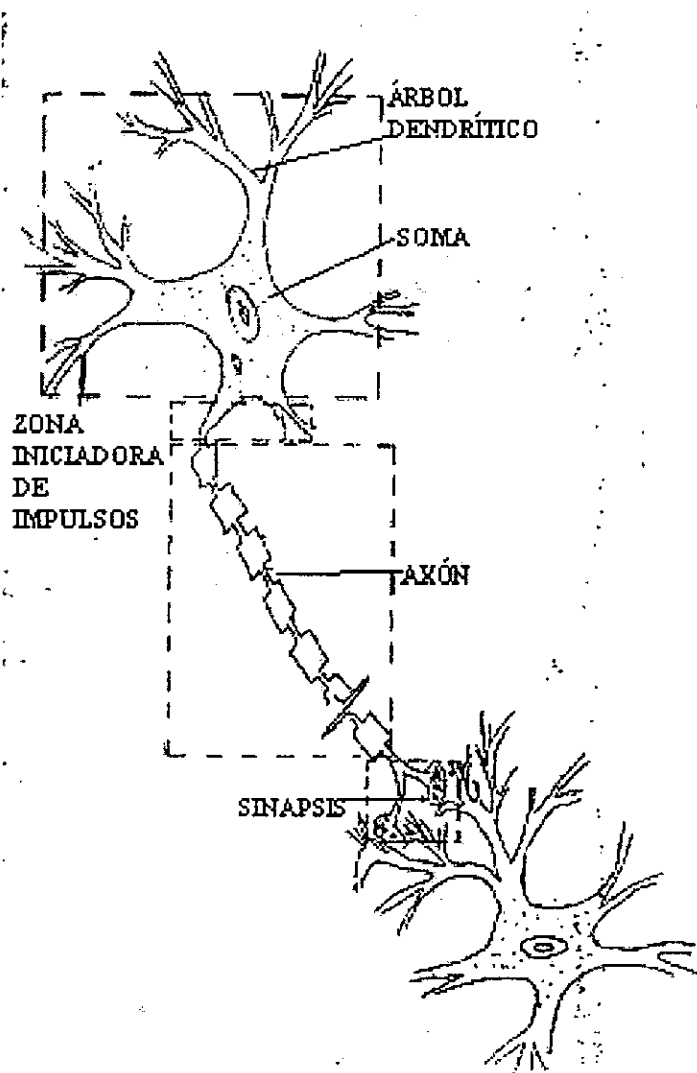 ÁRBOL
DENDRÍTICO
SOMA
ZONA
INICIADORA
DE
IMPULSOS
AXÓN
SINAPSIS